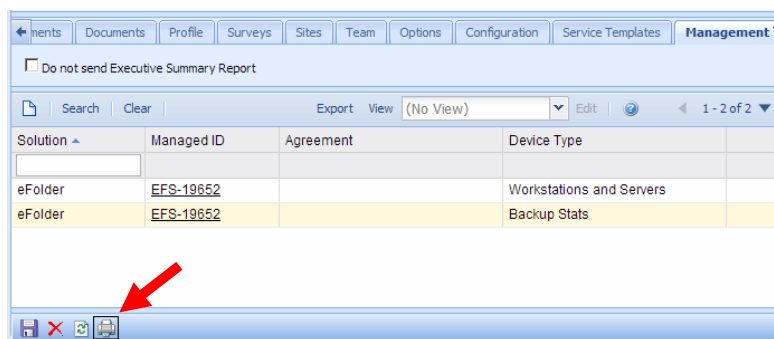 ments Documents Profile Surveys Sites Team Options Configuration Service Templates Management
Do not send Executive Summary Report
Search Clear Export View (No View) Edit 1 - 2 of 2
Solution Managed ID Agreement Device Type
eFolder EFS-19652 Workstations and Servers
eFolder EFS-19652 Backup Stats